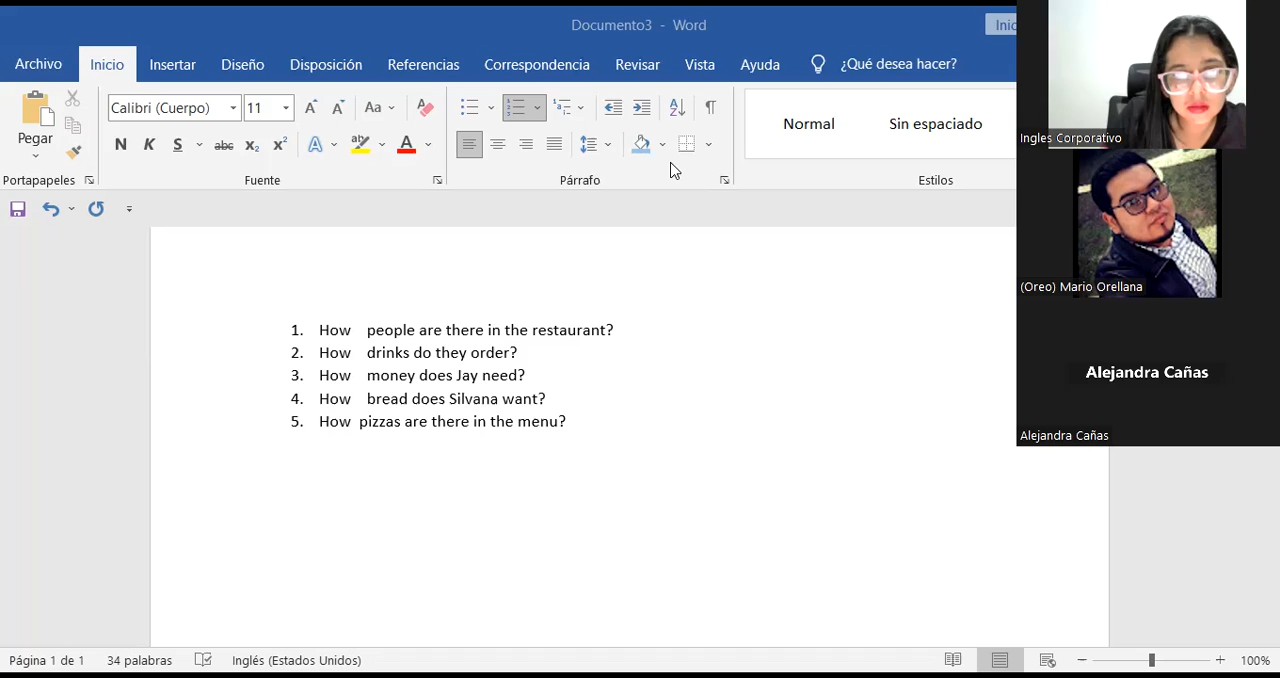 Documento3 - Word
Inic
Archivo Inicio Insertar Diseño Disposición Referencias Correspondencia Revisar Vista Ayuda ¿Qué desea hacer?
Pegar
Calibri (Cuerpo) 11
Normal
Sin espaciado
Portapapeles Fuente Párrafo Estilos
1. How people are there in the restaurant?
2. How drinks do they order?
3. How money does Jay need?
4. How bread does Silvana want?
5. How pizzas are there in the menu?
Página 1 de 1 34 palabras Inglés (Estados Unidos) 100%
Ingles Corporativo
(Oreo) Mario Orellana
Alejandra Cañas
Alejandra Cañas